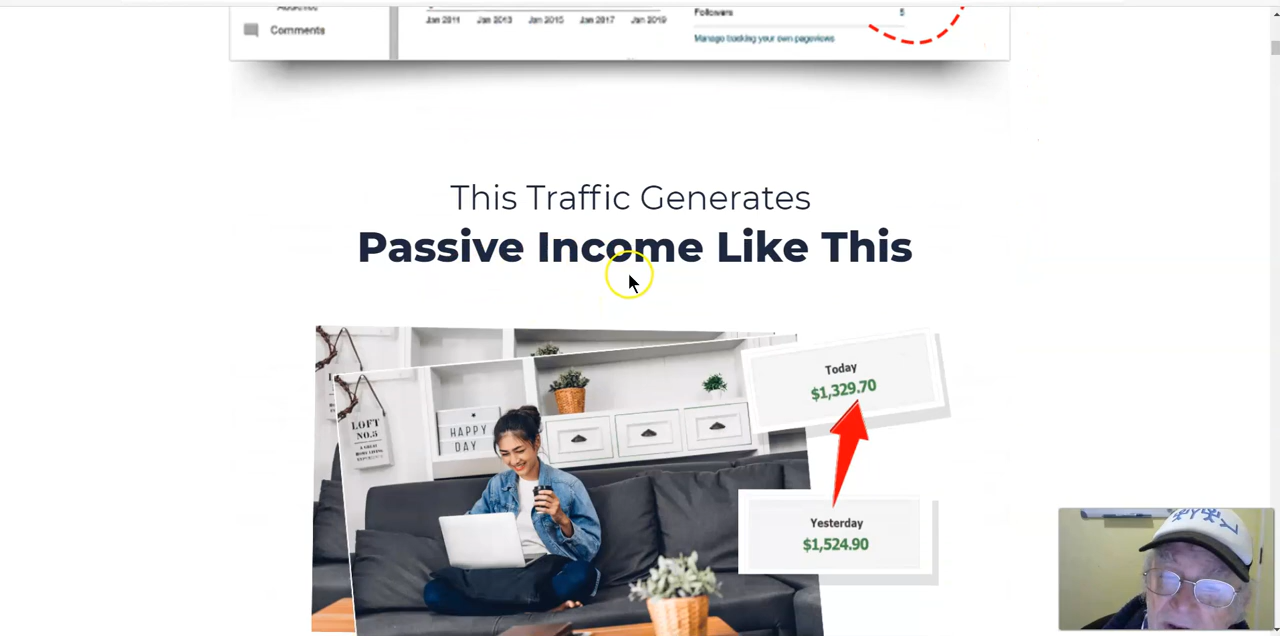 Audience
Comments
Jan 2011 Jan 2013 Jan 2015 Jan 2017 Jan 2019
Followers 5
Manage tracking your own pageviews
This Traffic Generates
Passive Income Like This
Today
$1,329.70
LOFT
NO.5
HAPPY
DAY
Yesterday
$1,524.90